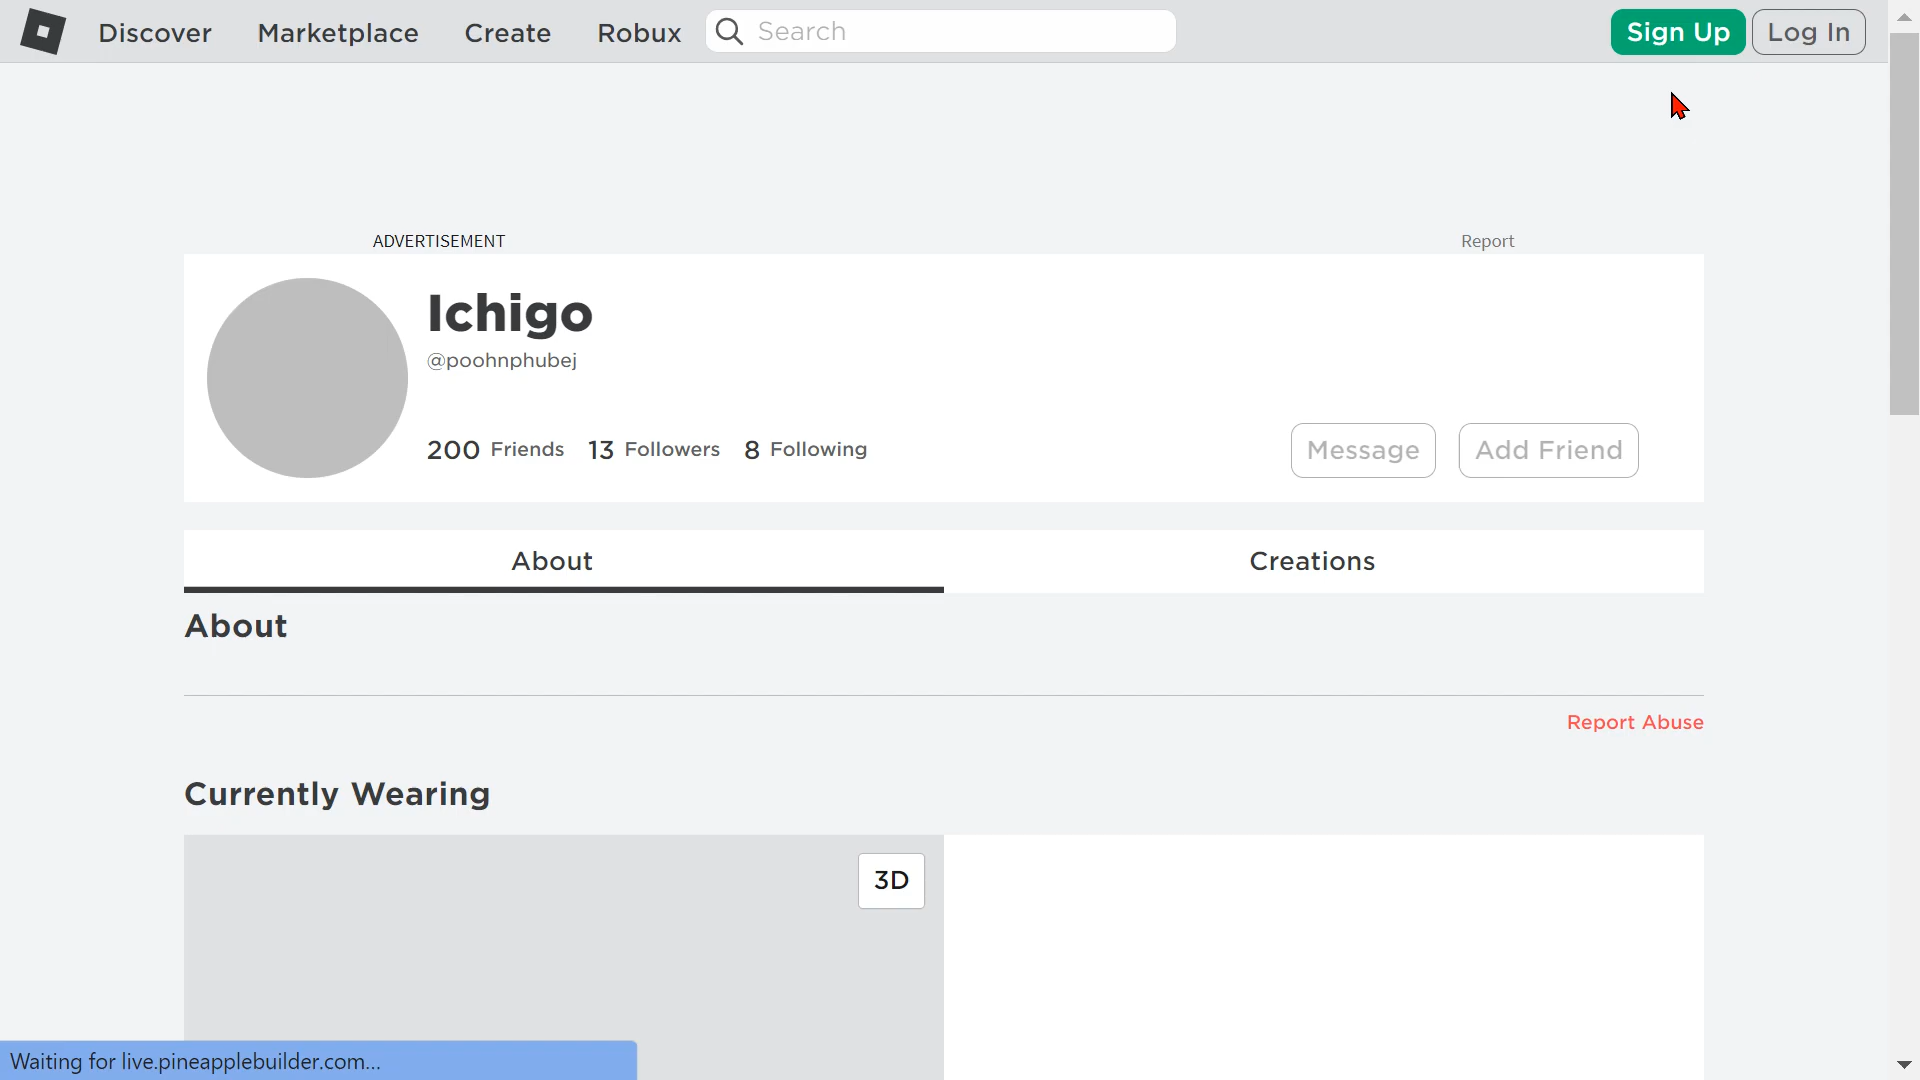 Discover Marketplace Create Robux Search Sign Up Log In
ADVERTISEMENT Report
Ichigo
@poohnphubej
200 Friends 13 Followers 8 Following Message Add Friend
About Creations
About
Report Abuse
Currently Wearing
3D
Waiting for live.pineapplebuilder.com...